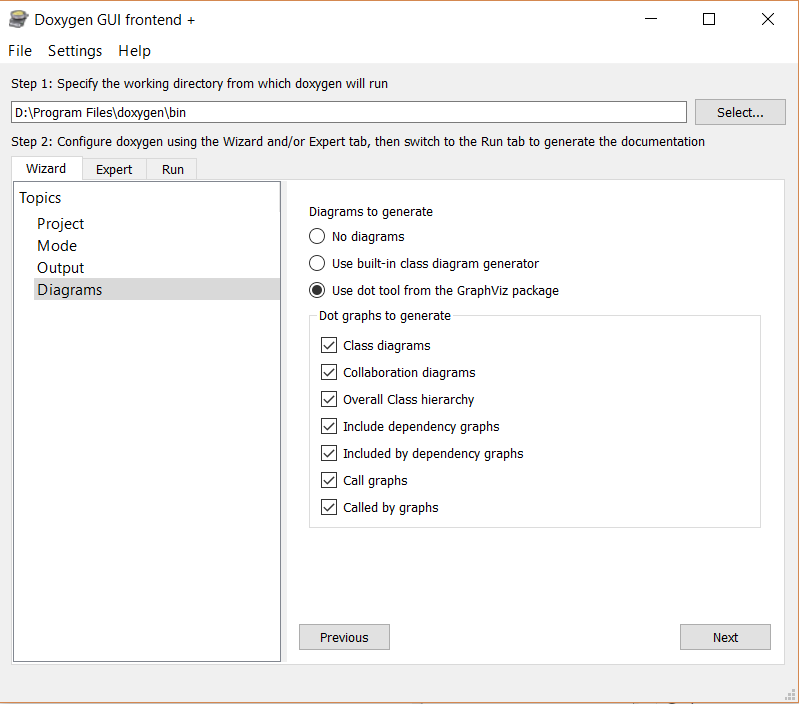 Doxygen GUI frontend +
File Settings Help
Step 1: Specify the working directory from which doxygen will run
D:\Program Files\doxygen\bin
Select...
Step 2: Configure doxygen using the Wizard and/or Expert tab, then switch to the Run tab to generate the documentation
Wizard Expert Run
Topics
Project
Mode
Output
Diagrams
Diagrams to generate
No diagrams
Use built-in class diagram generator
Use dot tool from the GraphViz package
Dot graphs to generate
Class diagrams
Collaboration diagrams
Overall Class hierarchy
Include dependency graphs
Included by dependency graphs
Call graphs
Called by graphs
Previous
Next